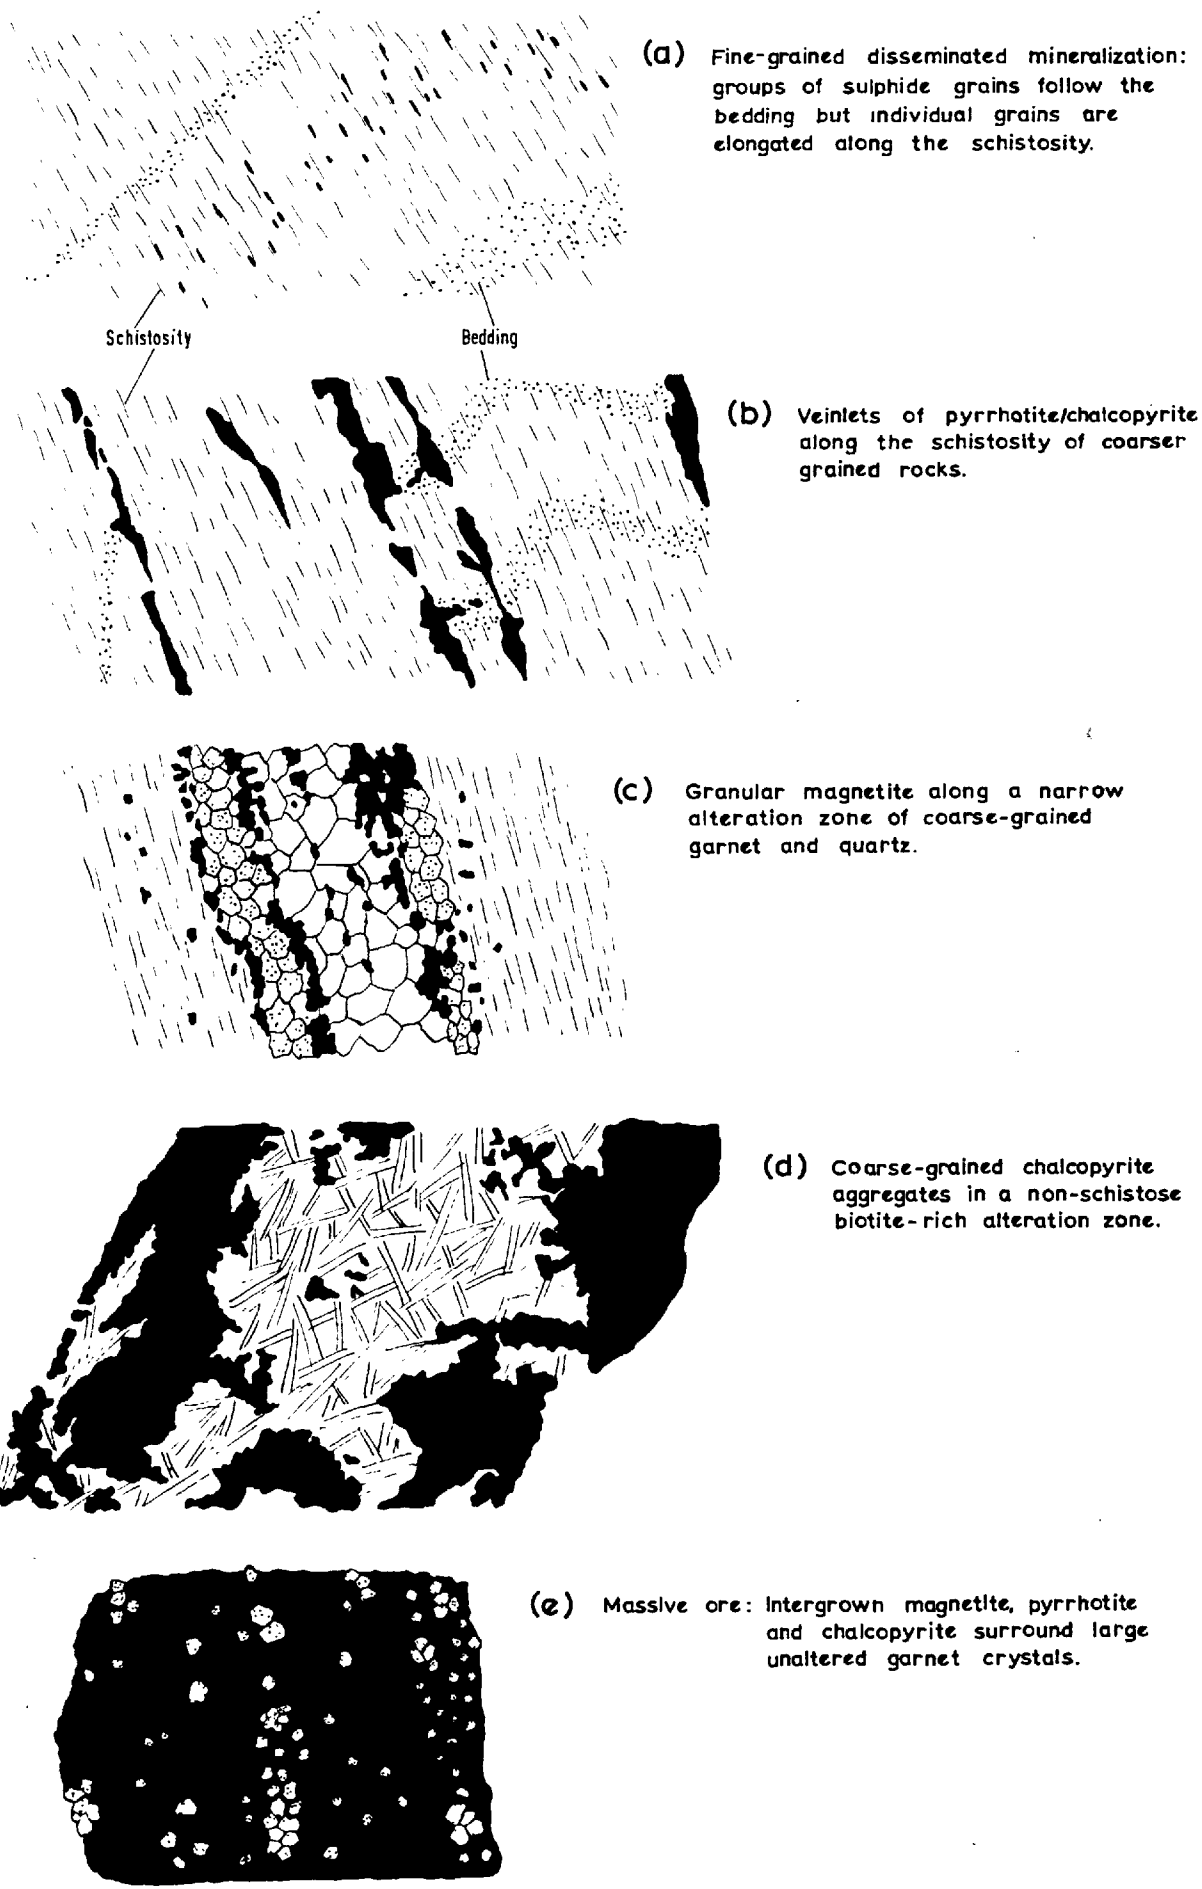 (a) Fine-grained disseminated mineralization:
groups of sulphide grains follow the
bedding but individual grains are
elongated along the schistosity.
Schistosity
Bedding
(b) Veinlets of pyrrhotite/chalcopyrite
along the schistosity of coarser
grained rocks.
(c) Granular magnetite along a narrow
alteration zone of coarse-grained
garnet and quartz.
(d) Coarse-grained chalcopyrite
aggregates in a non-schistose
biotite-rich alteration zone.
(e) Massive ore: Intergrown magnetite, pyrrhotite
and chalcopyrite surround large
unaltered garnet crystals.